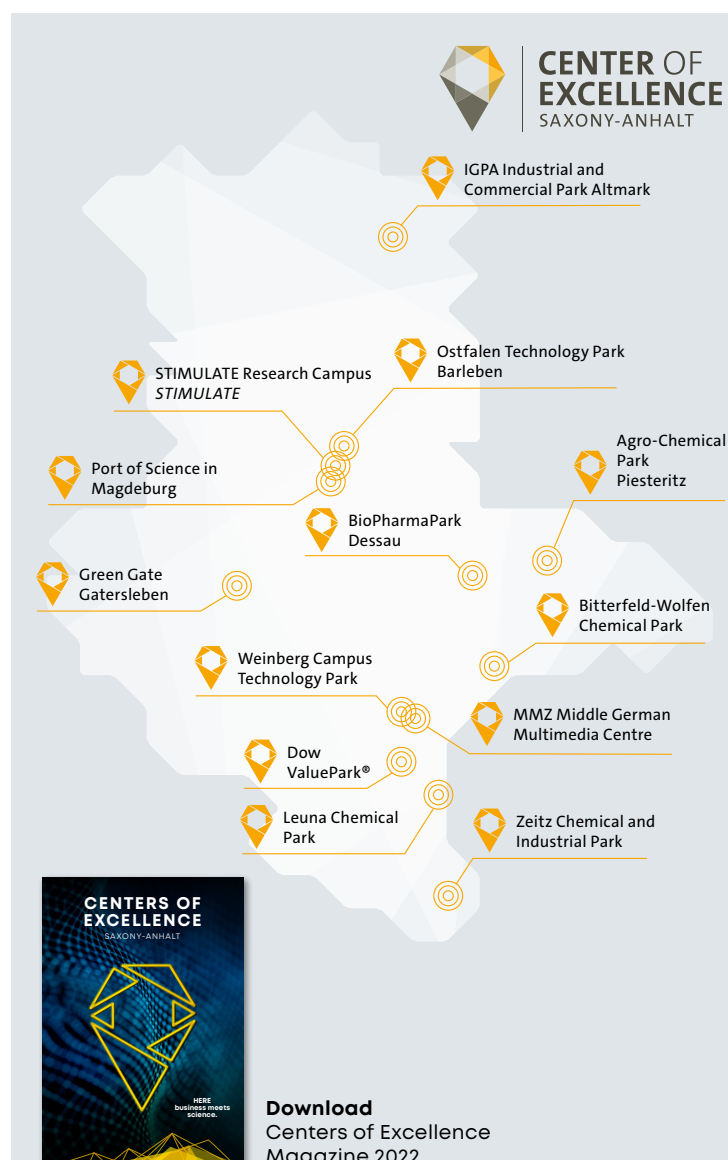 CENTER OF
EXCELLENCE
SAXONY-ANHALT
IGPA Industrial and
Commercial Park Altmark
Ostfalen Technology Park
Barleben
STIMULATE Research Campus
STIMULATE
Agro-Chemical
Park
Piesteritz
Port of Science in
Magdeburg
BioPharmaPark
Dessau
Green Gate
Gatersleben
Bitterfeld-Wolfen
Chemical Park
Weinberg Campus
Technology Park
MMZ Middle German
Multimedia Centre
Dow
ValuePark®
Leuna Chemical
Park
Zeitz Chemical and
Industrial Park
CENTERS OF
EXCELLENCE
SAXONY-ANHALT
HERE
business meets
science.
Download
Centers of Excellence
Magazine 2022